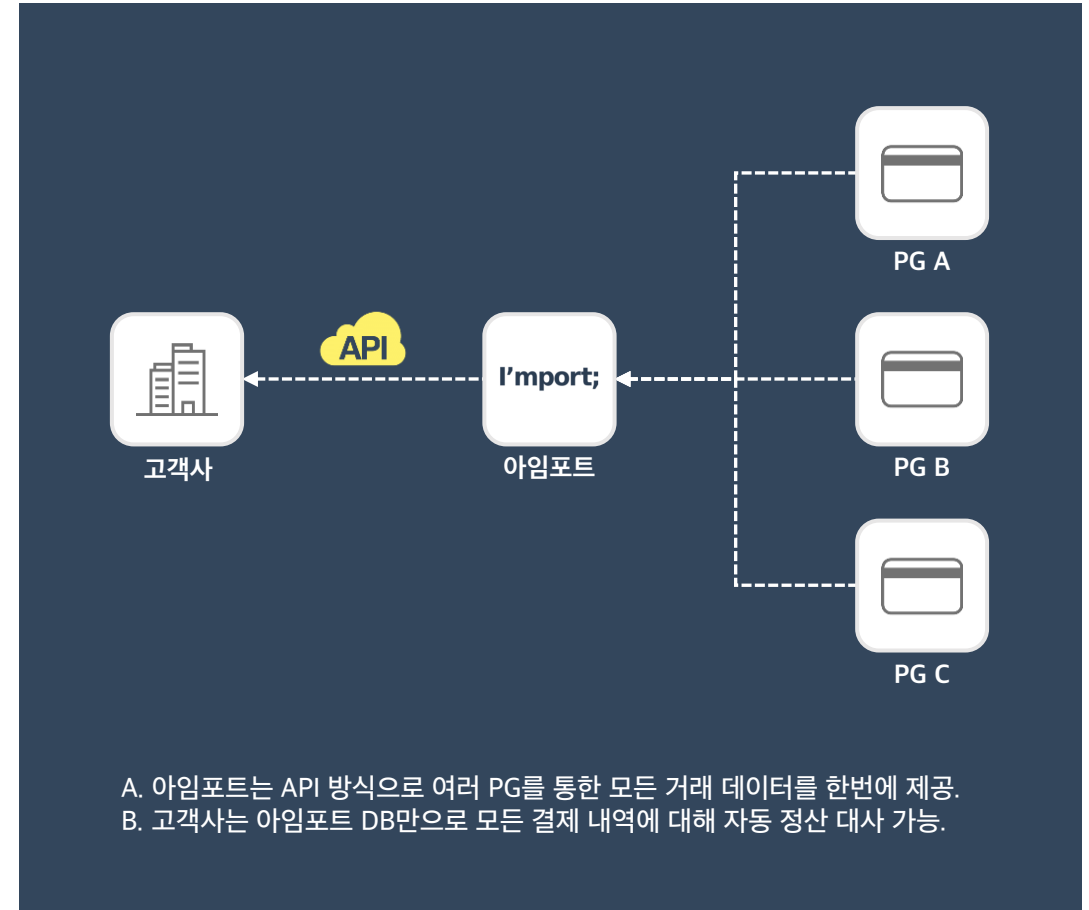 PG A
API
I'mport;
고객사
아임포트
PG B
PG C
A. 아임포트는 API 방식으로 여러 PG를 통한 모든 거래 데이터를 한번에 제공.
B. 고객사는 아임포트 DB만으로 모든 결제 내역에 대해 자동 정산 대사 가능.